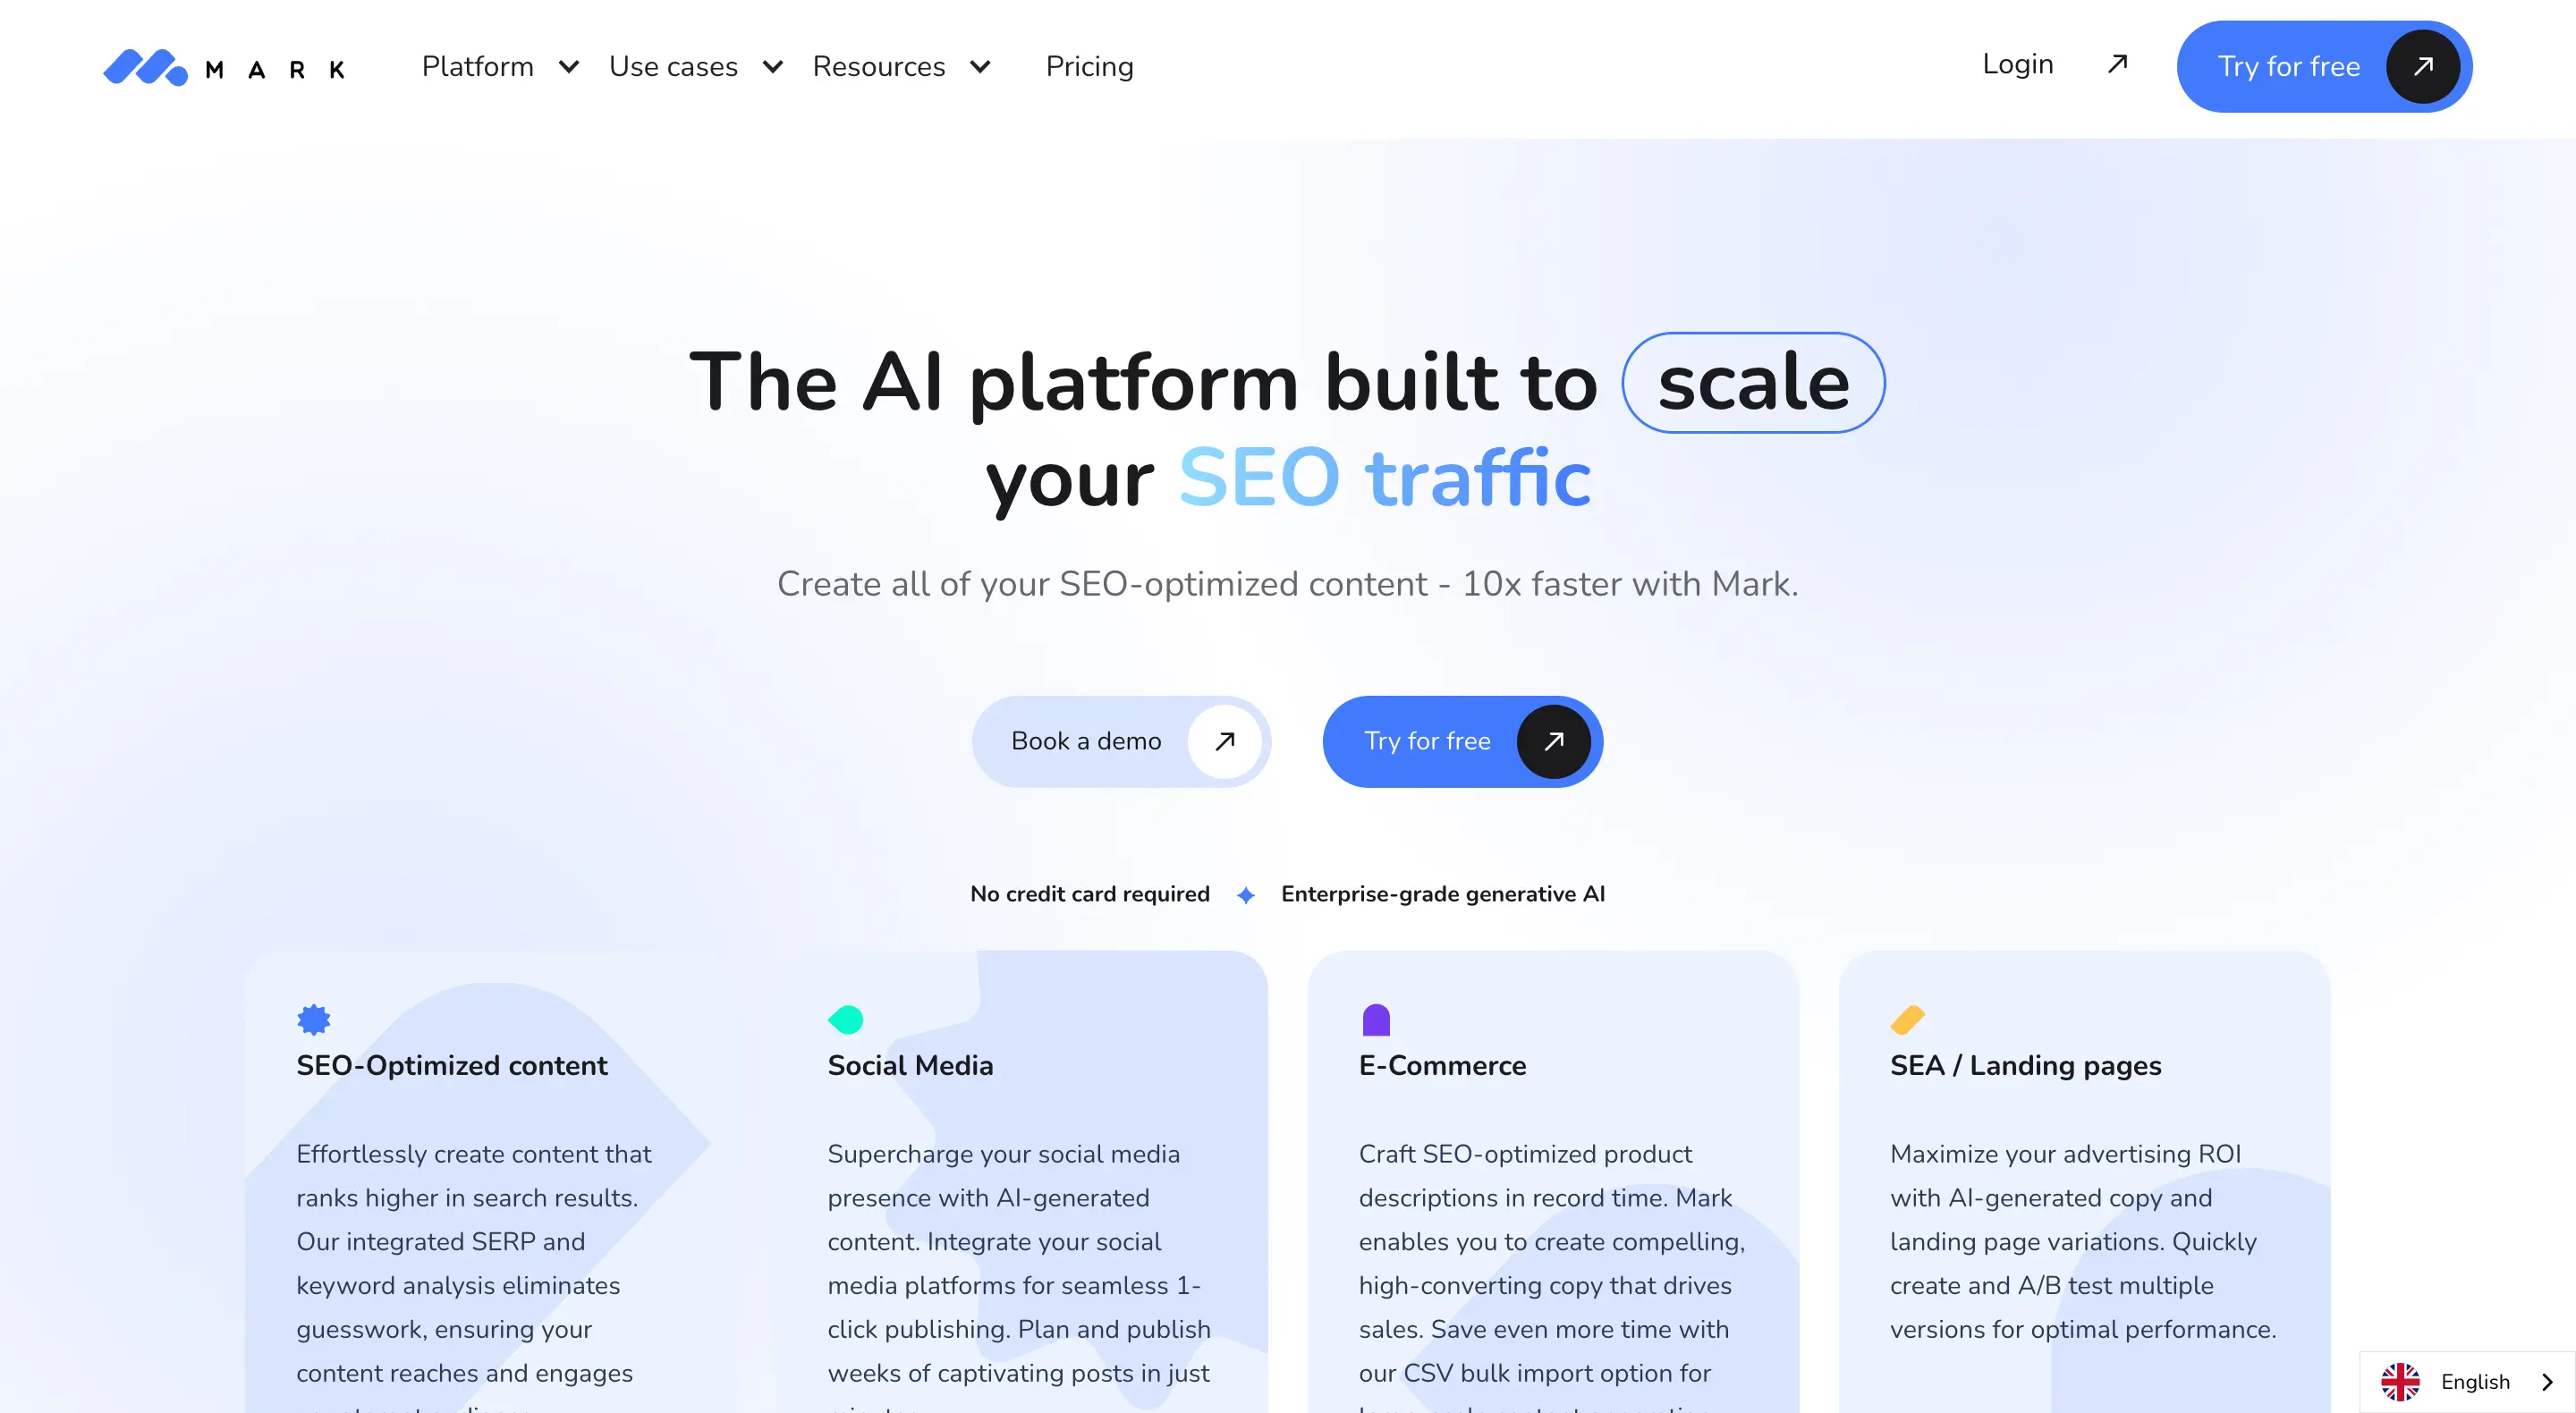 MARK
Platform
Use cases
Resources
Pricing
Login
Try for free
The AI platform built to scale
your SEO traffic
Create all of your SEO-optimized content - 10x faster with Mark.
Book a demo
Try for free
No credit card required
Enterprise-grade generative AI
SEO-Optimized content
Effortlessly create content that
ranks higher in search results.
Our integrated SERP and
keyword analysis eliminates
guesswork, ensuring your
content reaches and engages
Social Media
Supercharge your social media
presence with AI-generated
content. Integrate your social
media platforms for seamless 1-
click publishing. Plan and publish
weeks of captivating posts in just
E-Commerce
Craft SEO-optimized product
descriptions in record time. Mark
enables you to create compelling,
high-converting copy that drives
sales. Save even more time with
our CSV bulk import option for
SEA / Landing pages
Maximize your advertising ROI
with AI-generated copy and
landing page variations. Quickly
create and A/B test multiple
versions for optimal performance.
English